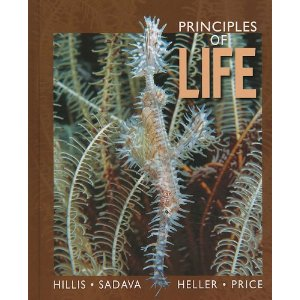 PRINCIPLES
OF
LIFE
HILLIS • SADAVA HELLER • PRICE